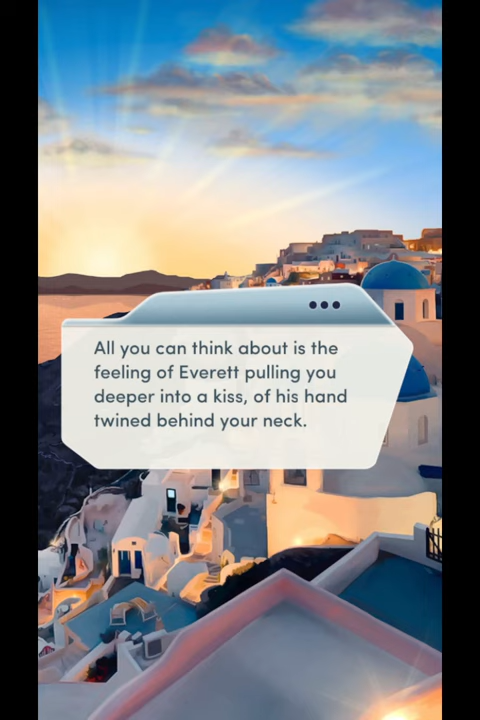 All you can think about is the
feeling of Everett pulling you
deeper into a kiss, of his hand
twined behind your neck.